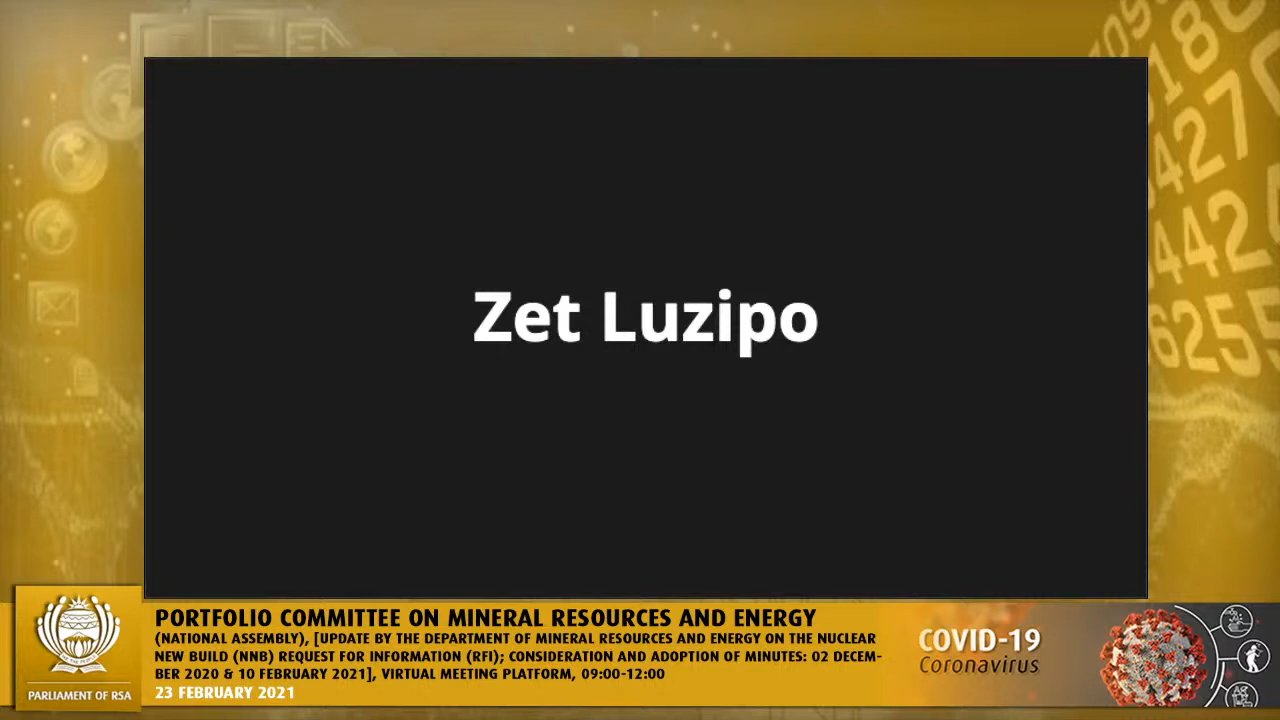 Zet Luzipo
PORTFOLIO COMMITTEE ON MINERAL RESOURCES AND ENERGY
(NATIONAL ASSEMBLY), [UPDATE BY THE DEPARTMENT OF MINERAL RESOURCES AND ENERGY ON THE NUCLEAR
NEW BUILD (NNB) REQUEST FOR INFORMATION (RFI); CONSIDERATION AND ADOPTION OF MINUTES: 02 DECEM-
BER 2020 & 10 FEBRUARY 2021], VIRTUAL MEETING PLATFORM, 09:00-12:00
23 FEBRUARY 2021
PARLIAMENT OF RSA
COVID-19
Coronavirus